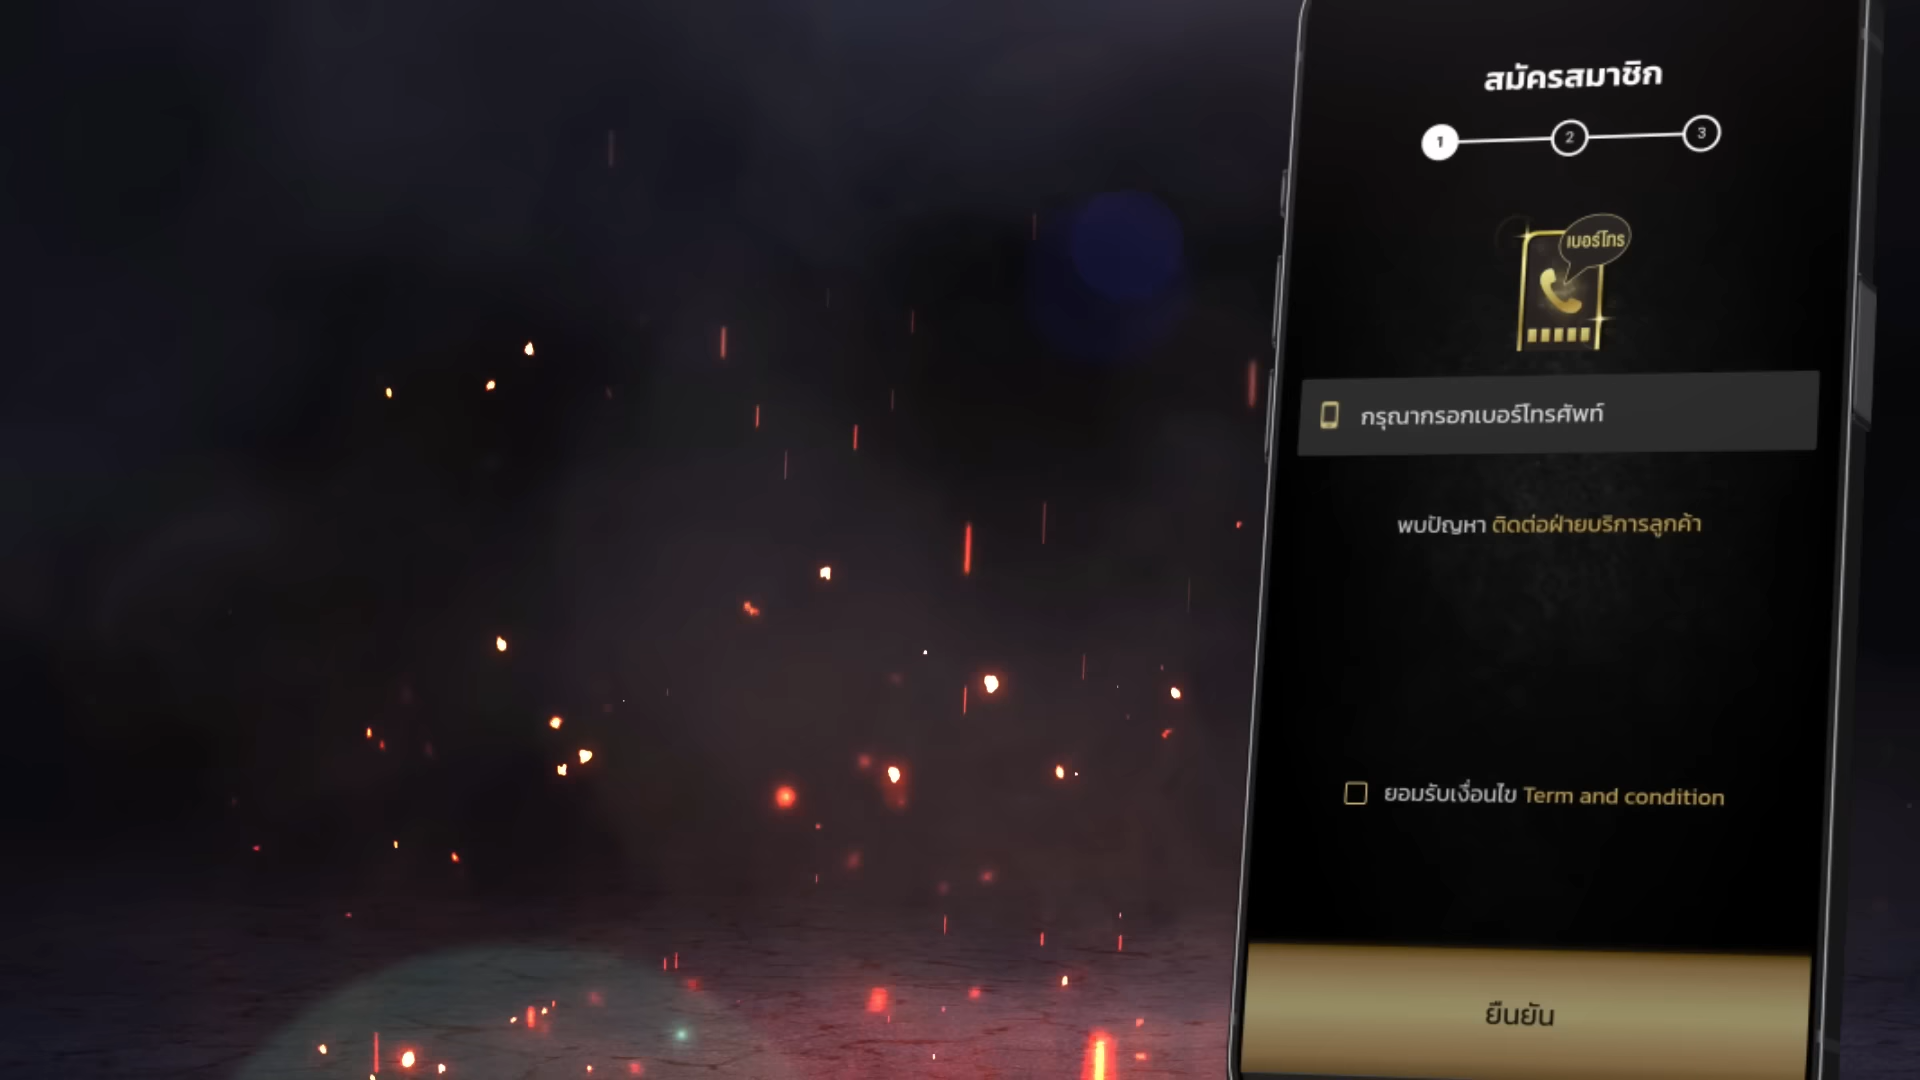 สมัครสมาชิก
1 2 3
เบอร์โทร
กรุณากรอกเบอร์โทรศัพท์
พบปัญหา ติดต่อฝ่ายบริการลูกค้า
ยอมรับเงื่อนไข Term and condition
ยืนยัน